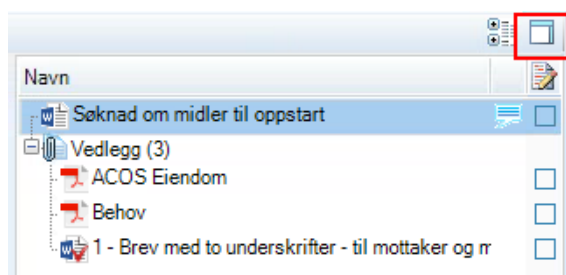 Navn
Søknad om midler til oppstart
Vedlegg (3)
ACOS Eiendom
Behov
1 - Brev med to underskrifter - til mottaker og m